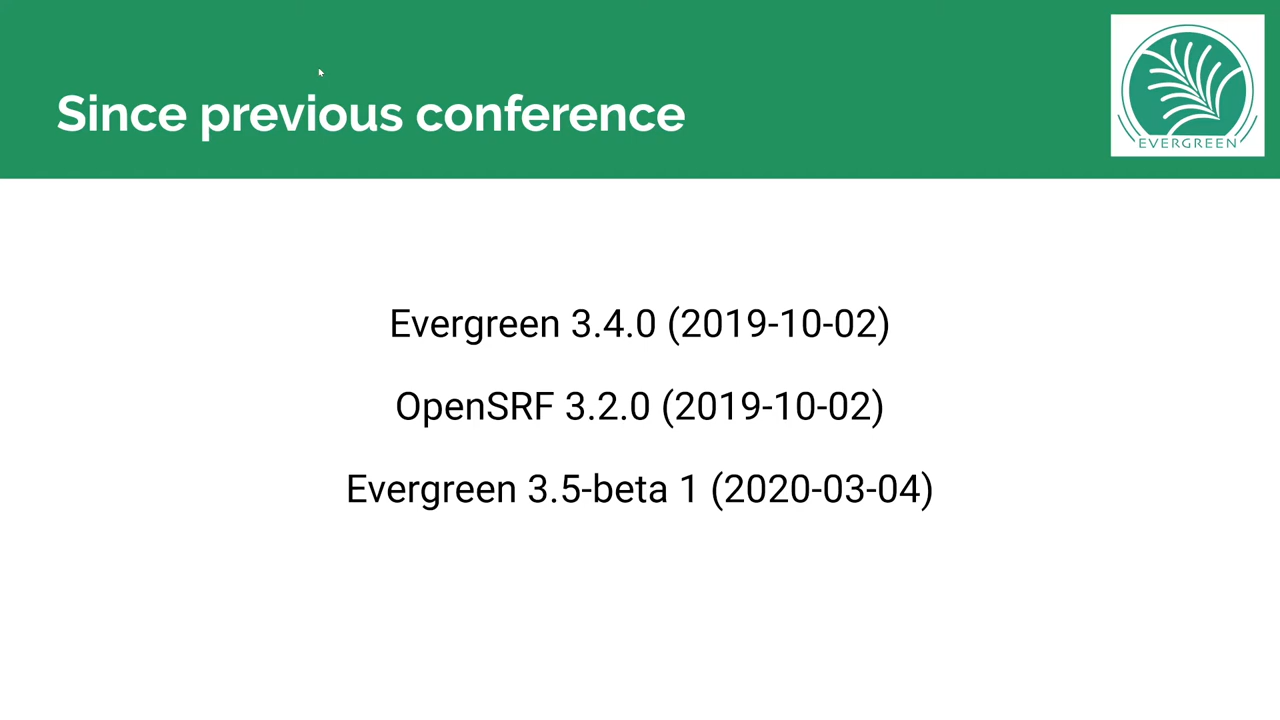 Since previous conference
EVERGREEN
Evergreen 3.4.0 (2019-10-02)
OpenSRF 3.2.0 (2019-10-02)
Evergreen 3.5-beta 1 (2020-03-04)